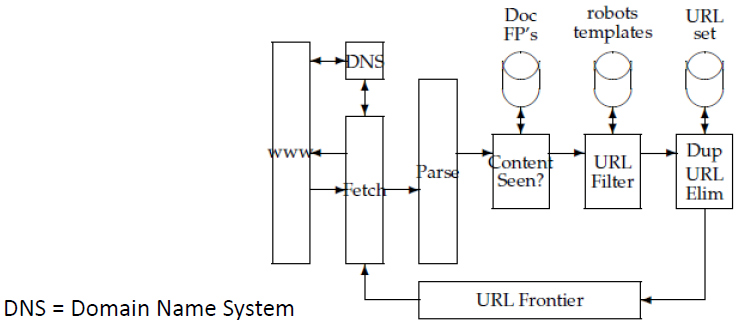 Doc
FP's
robots
templates
URL
set
DNS
www
Fetch
Parse
Content
Seen?
URL
Filter
Dup
URL
Elim
URL Frontier
DNS = Domain Name System